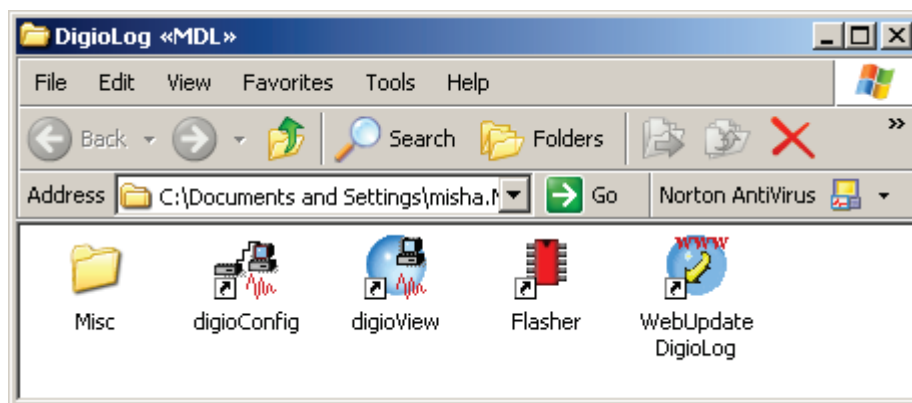 DigioLog «MDL»
File Edit View Favorites Tools Help
Back Search Folders »
Address C:\Documents and Settings\misha. Go Norton AntiVirus
www
Misc digioConfig digioView Flasher WebUpdate
DigioLog